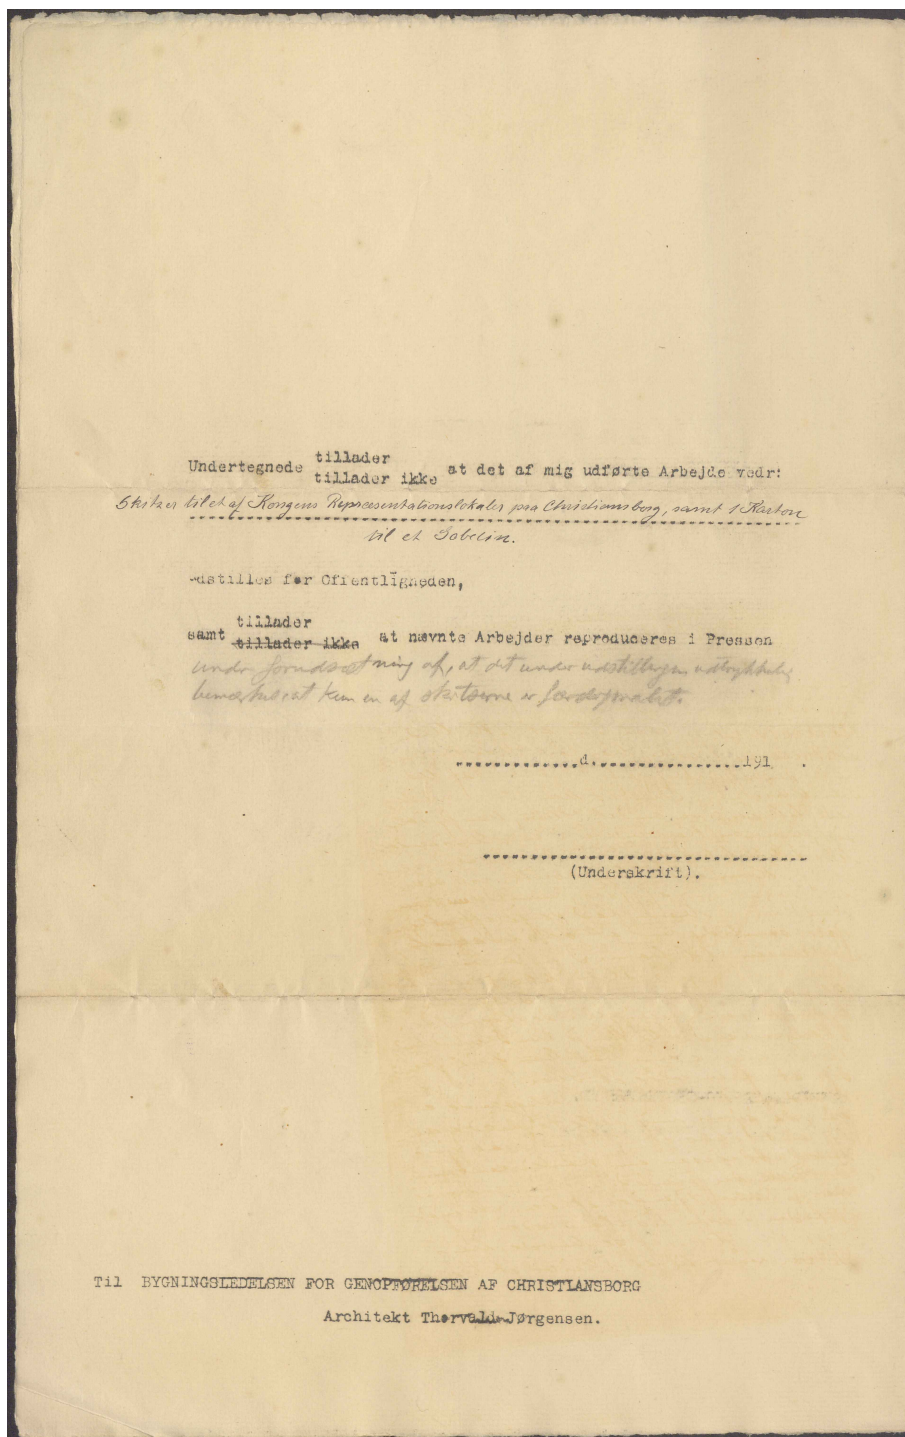 Undertegnede tillader
tillader ikke at det af mig udførte Arbejde vedr:
Skitser til et af Kongens Repræsentationslokaler paa Christiansborg, samt 1 Karton
til et Gobelin.
udstilles for Offentligheden,
samt tillader
tillader ikke at nævnte Arbejder reproduceres i Pressen
under forudsætning af, at det under udstillingen udtrykkelig
bemærkes at kun en af skitserne er færdigmalet.
.............d..................191 .
..................................
(Underskrift).
Til BYGNINGSLEDELSEN FOR GENOPFØRELSEN AF CHRISTIANSBORG
Architekt Thorvald Jørgensen.